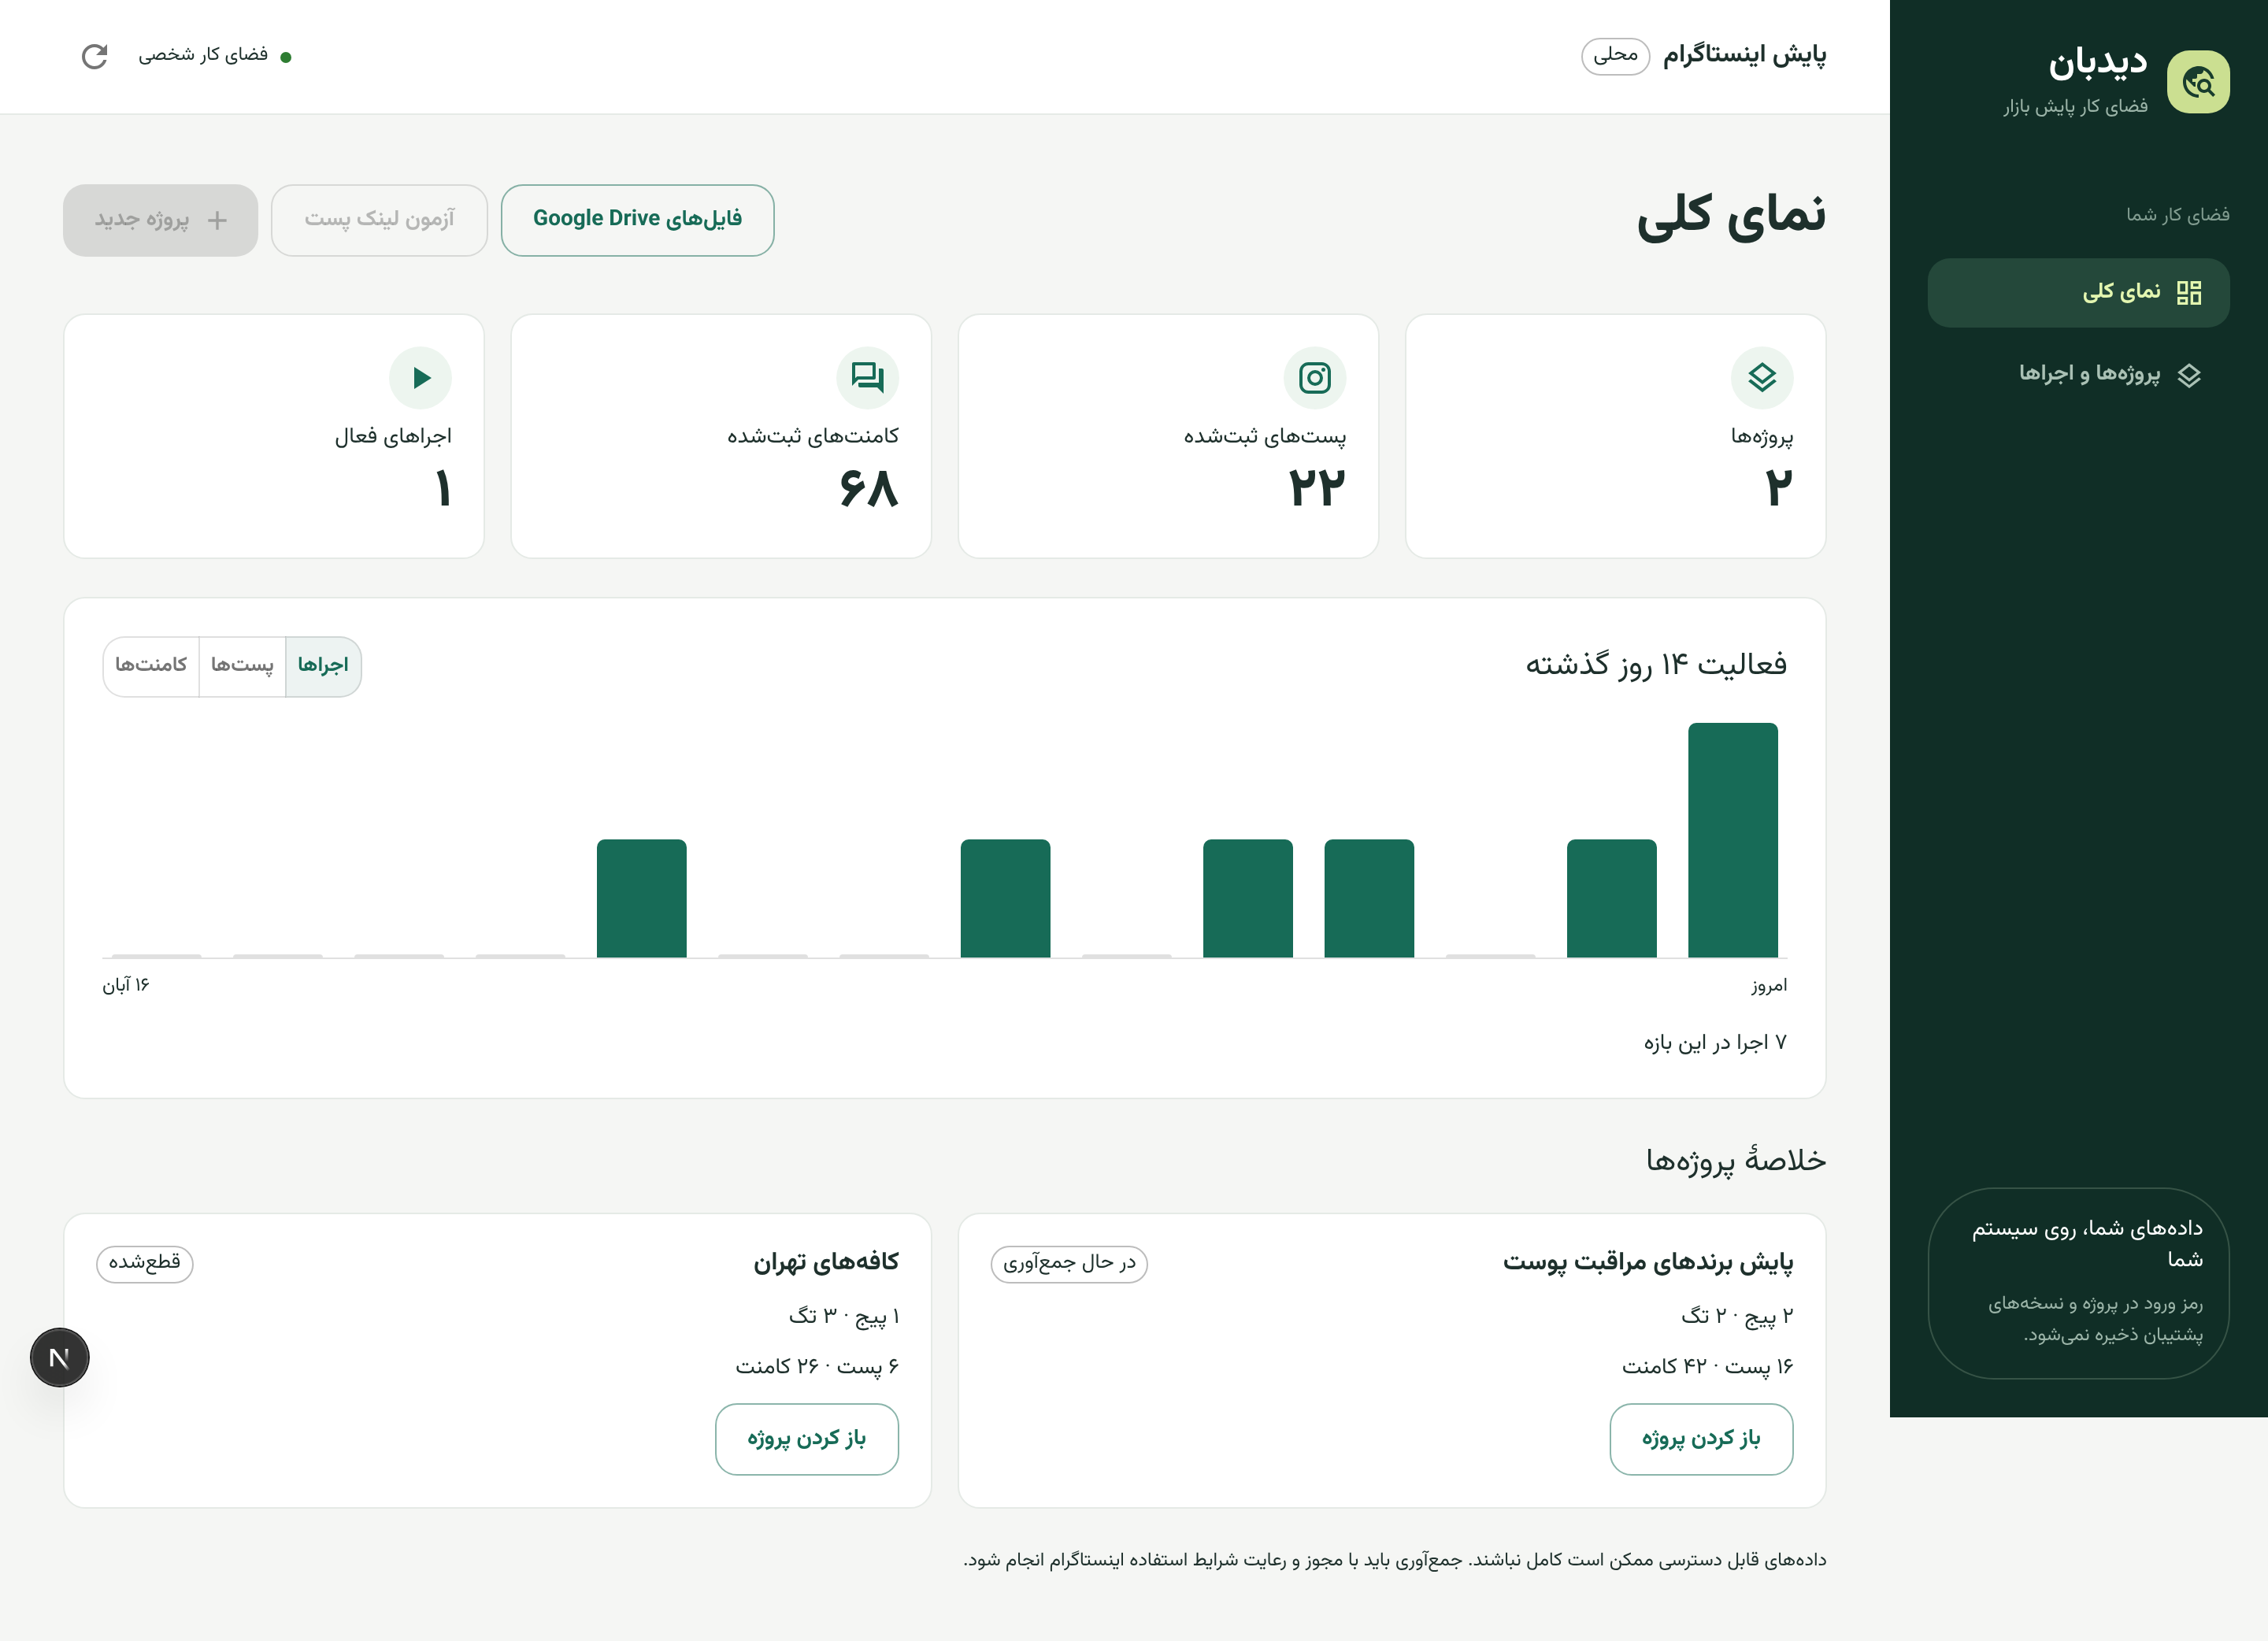 دیدبان
فضای کار پایش بازار
فضای کار شما
نمای کلی
پروژه‌ها و اجراها
داده‌های شما، روی سیستم
شما
رمز ورود در پروژه و نسخه‌های
پشتیبان ذخیره نمی‌شود.
پایش اینستاگرام
محلی
فضای کار شخصی
نمای کلی
فایل‌های Google Drive
آزمون لینک پست
پروژه جدید
پروژه‌ها
۲
پست‌های ثبت‌شده
۲۲
کامنت‌های ثبت‌شده
۶۸
اجراهای فعال
۱
فعالیت ۱۴ روز گذشته
اجراها
پست‌ها
کامنت‌ها
امروز
۱۶ آبان
۷ اجرا در این بازه
خلاصهٔ پروژه‌ها
پایش برندهای مراقبت پوست
در حال جمع‌آوری
۲ پیج · ۲ تگ
۱۶ پست · ۴۲ کامنت
باز کردن پروژه
کافه‌های تهران
قطع‌شده
۱ پیج · ۳ تگ
۶ پست · ۲۶ کامنت
باز کردن پروژه
N
داده‌های قابل دسترسی ممکن است کامل نباشند. جمع‌آوری باید با مجوز و رعایت شرایط استفاده اینستاگرام انجام شود.